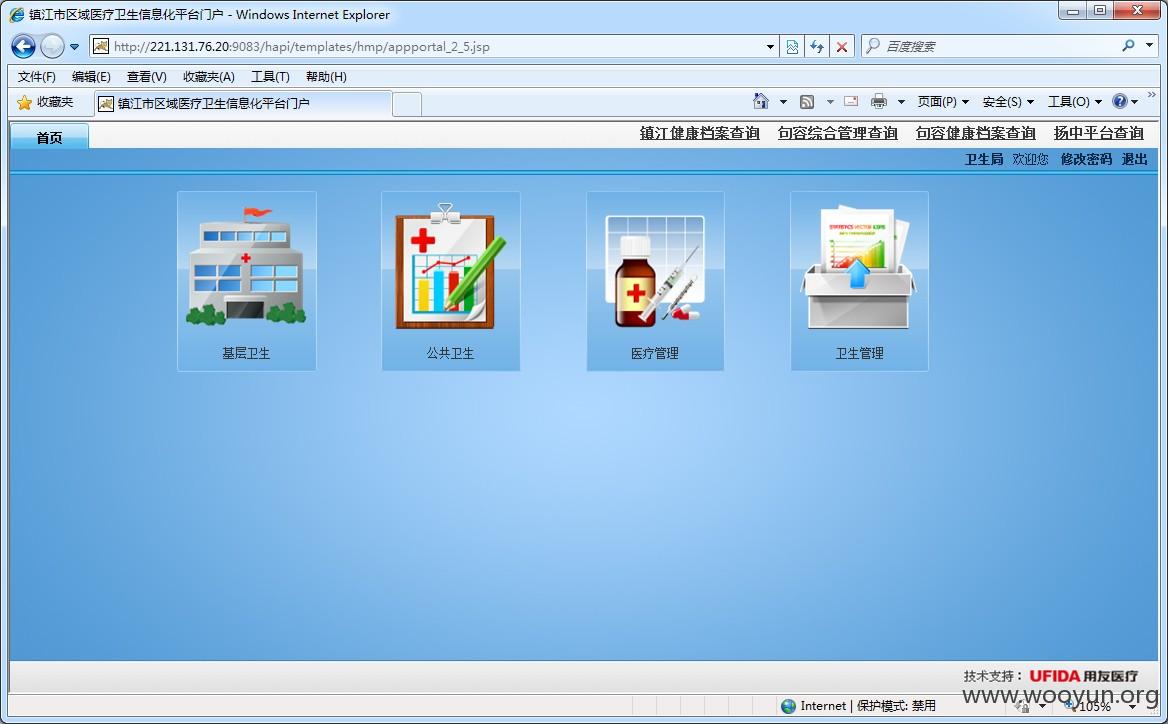 镇江市区域医疗卫生信息化平台门户 - Windows Internet Explorer
http://221.131.76.20:9083/hapi/templates/hmp/appportal_2_5.jsp
百度搜索
文件(F) 编辑(E) 查看(V) 收藏夹(A) 工具(T) 帮助(H)
收藏夹 镇江市区域医疗卫生信息化平台门户 页面(P) 安全(S) 工具(O)
首页 镇江健康档案查询 句容综合管理查询 句容健康档案查询 扬中平台查询
卫生局 欢迎您 修改密码 退出
STATISTICS VECTOR ICONS
基层卫生 公共卫生 医疗管理 卫生管理
技术支持： UFIDA 用友医疗
www.wooyun.org
Internet | 保护模式: 禁用 105%